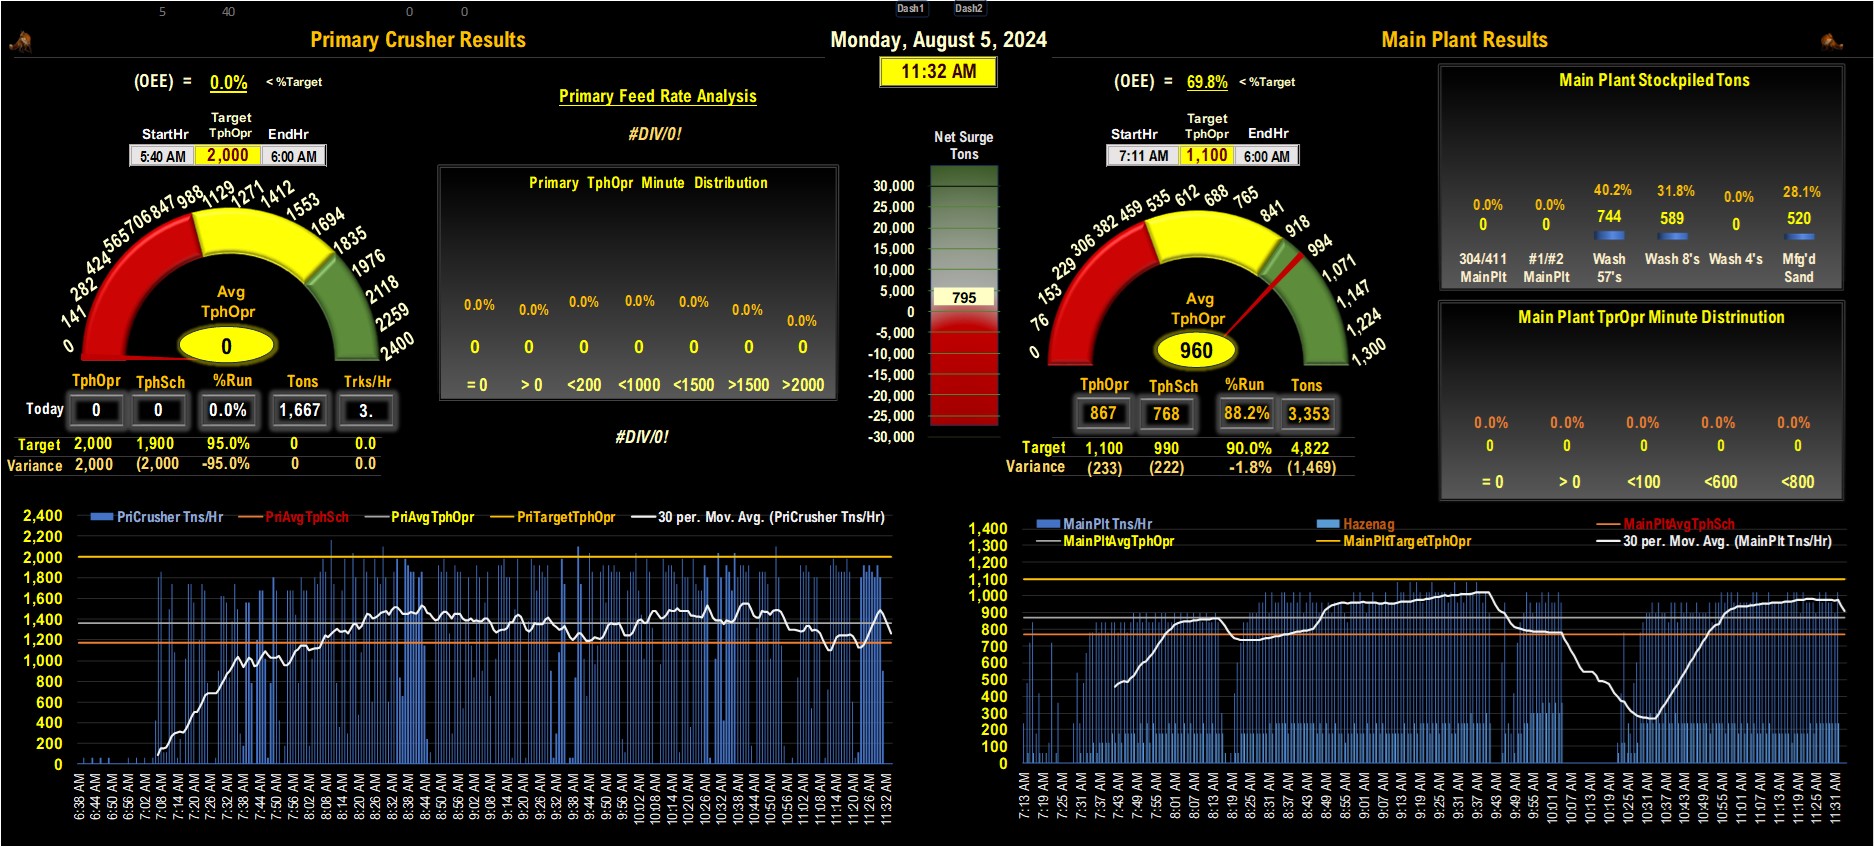 5 40 0 0 Dash1 Dash2
Primary Crusher Results
Monday, August 5, 2024
Main Plant Results
11:32 AM
(OEE) = 0.0% < %Target
Target
StartHr TphOpr EndHr
5:40 AM 2,000 6:00 AM
0 141 282 424 565 706 847 988 1129 1271 1412 1553 1694 1835 1976 2118 2259 2400
Avg
TphOpr
0
TphOpr TphSch %Run Tons Trks/Hr
Today 0 0 0.0% 1,667 3.
Target 2,000 1,900 95.0% 0 0.0
Variance 2,000 (2,000 -95.0% 0 0.0
Primary Feed Rate Analysis
#DIV/0!
Primary TphOpr Minute Distribution
0.0% 0.0% 0.0% 0.0% 0.0% 0.0% 0.0%
0 0 0 0 0 0 0
= 0 > 0 <200 <1000 <1500 >1500 >2000
#DIV/0!
Net Surge
Tons
30,000
25,000
20,000
15,000
10,000
5,000
795
0
-5,000
-10,000
-15,000
-20,000
-25,000
-30,000
(OEE) = 69.8% < %Target
Target
StartHr TphOpr EndHr
7:11 AM 1,100 6:00 AM
0 76 153 229 306 382 459 535 612 688 765 841 918 994 1,071 1,147 1,224 1,300
Avg
TphOpr
960
TphOpr TphSch %Run Tons
867 768 88.2% 3,353
Target 1,100 990 90.0% 4,822
Variance (233) (222) -1.8% (1,469)
Main Plant Stockpiled Tons
0.0% 0.0% 40.2% 31.8% 0.0% 28.1%
0 0 744 589 0 520
304/411 #1/#2 Wash Wash 8's Wash 4's Mfg'd
MainPlt MainPlt 57's Sand
Main Plant TprOpr Minute Distrinution
0.0% 0.0% 0.0% 0.0% 0.0%
0 0 0 0 0
= 0 > 0 <100 <600 <800
PriCrusher Tns/Hr PriAvgTphSch PriAvgTphOpr PriTargetTphOpr 30 per. Mov. Avg. (PriCrusher Tns/Hr)
2,400
2,200
2,000
1,800
1,600
1,400
1,200
1,000
800
600
400
200
0
6:38 AM 6:44 AM 6:50 AM 6:56 AM 7:02 AM 7:08 AM 7:14 AM 7:20 AM 7:26 AM 7:32 AM 7:38 AM 7:44 AM 7:50 AM 7:56 AM 8:02 AM 8:08 AM 8:14 AM 8:20 AM 8:26 AM 8:32 AM 8:38 AM 8:44 AM 8:50 AM 8:56 AM 9:02 AM 9:08 AM 9:14 AM 9:20 AM 9:26 AM 9:32 AM 9:38 AM 9:44 AM 9:50 AM 9:56 AM 10:02 AM 10:08 AM 10:14 AM 10:20 AM 10:26 AM 10:32 AM 10:38 AM 10:44 AM 10:50 AM 10:56 AM 11:02 AM 11:08 AM 11:14 AM 11:20 AM 11:26 AM 11:32 AM
MainPlt Tns/Hr Hazenag MainPltAvgTphSch
MainPltAvgTphOpr MainPltTargetTphOpr 30 per. Mov. Avg. (MainPlt Tns/Hr)
1,400
1,300
1,200
1,100
1,000
900
800
700
600
500
400
300
200
100
0
7:13 AM 7:19 AM 7:25 AM 7:31 AM 7:37 AM 7:43 AM 7:49 AM 7:55 AM 8:01 AM 8:07 AM 8:13 AM 8:19 AM 8:25 AM 8:31 AM 8:37 AM 8:43 AM 8:49 AM 8:55 AM 9:01 AM 9:07 AM 9:13 AM 9:19 AM 9:25 AM 9:31 AM 9:37 AM 9:43 AM 9:49 AM 9:55 AM 10:01 AM 10:07 AM 10:13 AM 10:19 AM 10:25 AM 10:31 AM 10:37 AM 10:43 AM 10:49 AM 10:55 AM 11:01 AM 11:07 AM 11:13 AM 11:19 AM 11:25 AM 11:31 AM